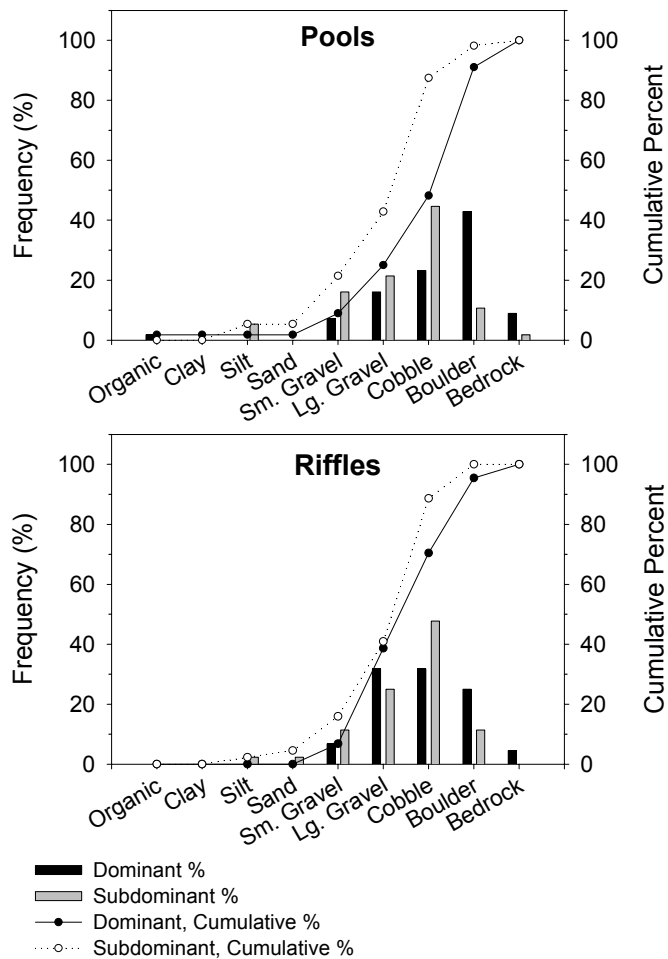 Pools
100
80
60
40
20
0
Frequency (%)
100
80
60
40
20
0
Cumulative Percent
Organic
Clay
Silt
Sand
Sm. Gravel
Lg. Gravel
Cobble
Boulder
Bedrock
Riffles
100
80
60
40
20
0
Frequency (%)
100
80
60
40
20
0
Cumulative Percent
Organic
Clay
Silt
Sand
Sm. Gravel
Lg. Gravel
Cobble
Boulder
Bedrock
Dominant %
Subdominant %
Dominant, Cumulative %
Subdominant, Cumulative %